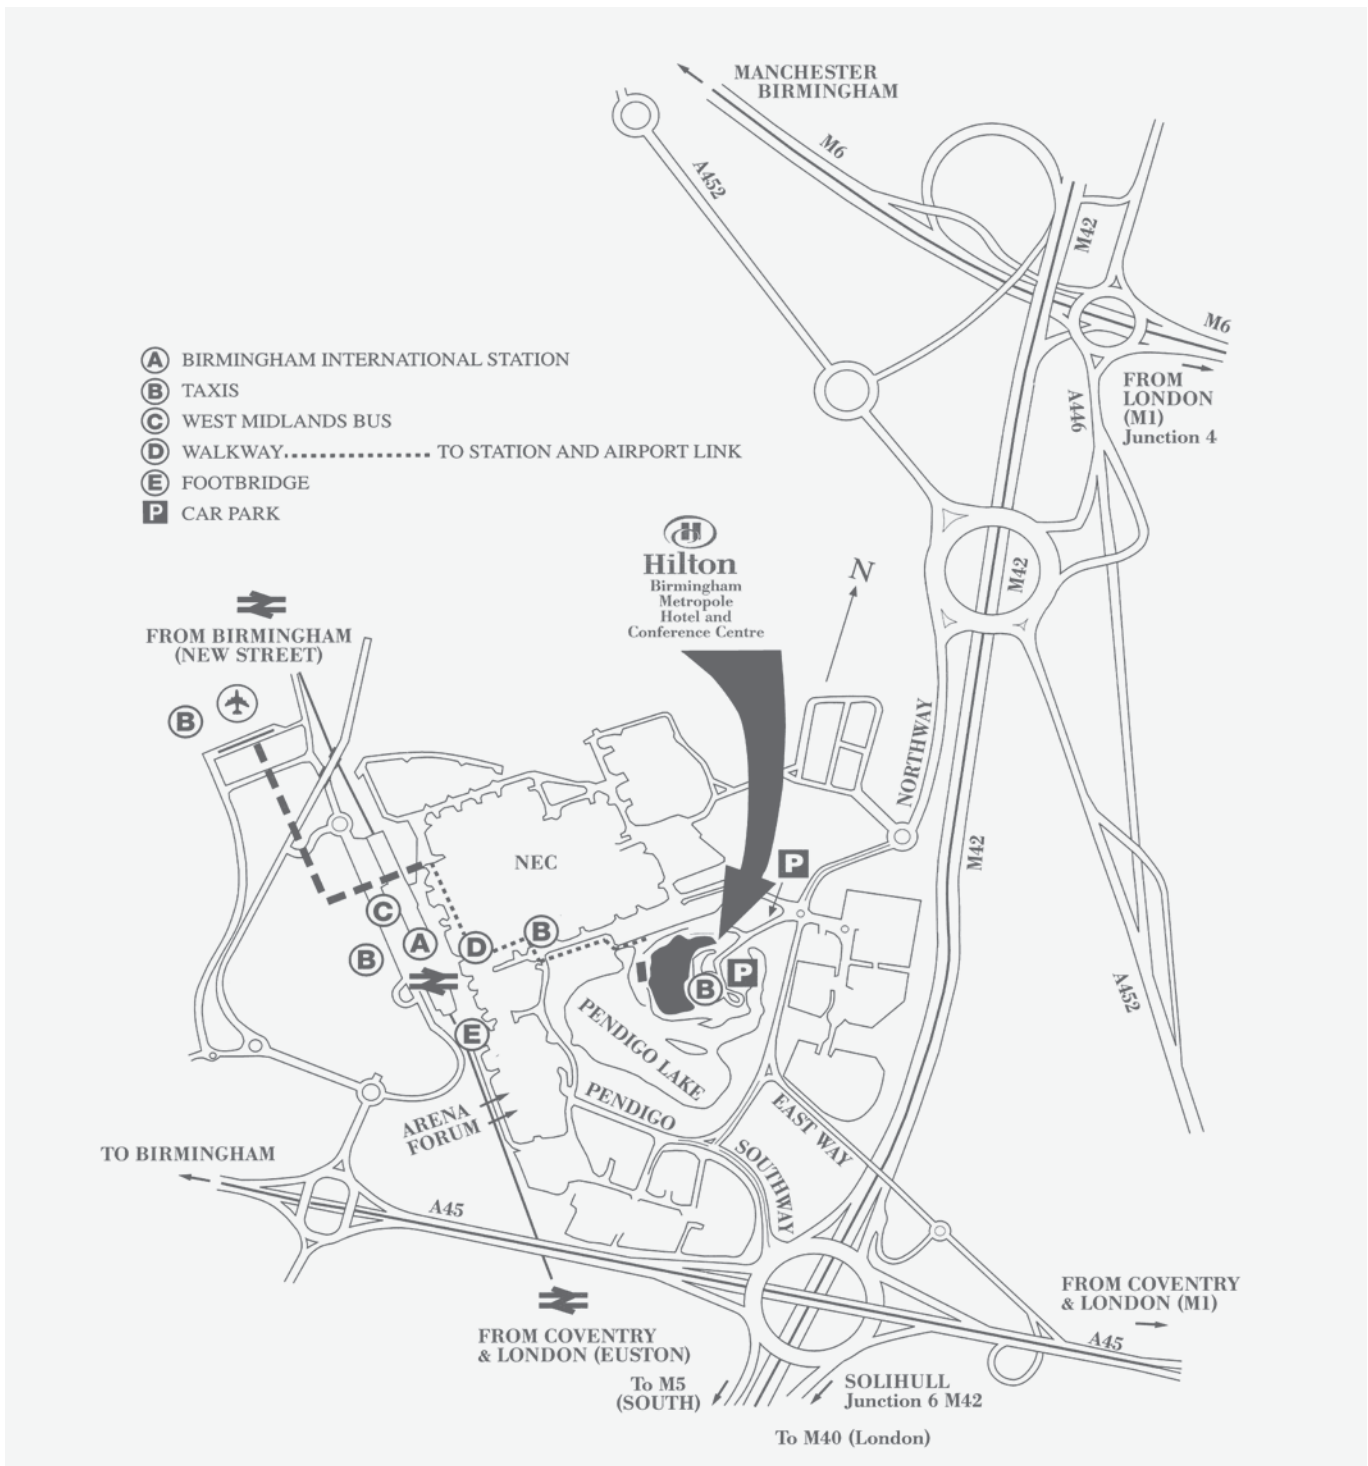 MANCHESTER
BIRMINGHAM
M6
A452
M42
M6
FROM
LONDON
(M1)
Junction 4
A446
A BIRMINGHAM INTERNATIONAL STATION
B TAXIS
C WEST MIDLANDS BUS
D WALKWAY.................... TO STATION AND AIRPORT LINK
E FOOTBRIDGE
P CAR PARK
H
Hilton
Birmingham
Metropole
Hotel and
Conference Centre
N
M42
FROM BIRMINGHAM
(NEW STREET)
B
NORTHWAY
M42
NEC
P
C
A
D
B
B
P
B
E
PENDIGO LAKE
PENDIGO
A452
ARENA
FORUM
EAST WAY
SOUTHWAY
TO BIRMINGHAM
A45
FROM COVENTRY
& LONDON (M1)
A45
FROM COVENTRY
& LONDON (EUSTON)
To M5
(SOUTH)
SOLIHULL
Junction 6 M42
To M40 (London)